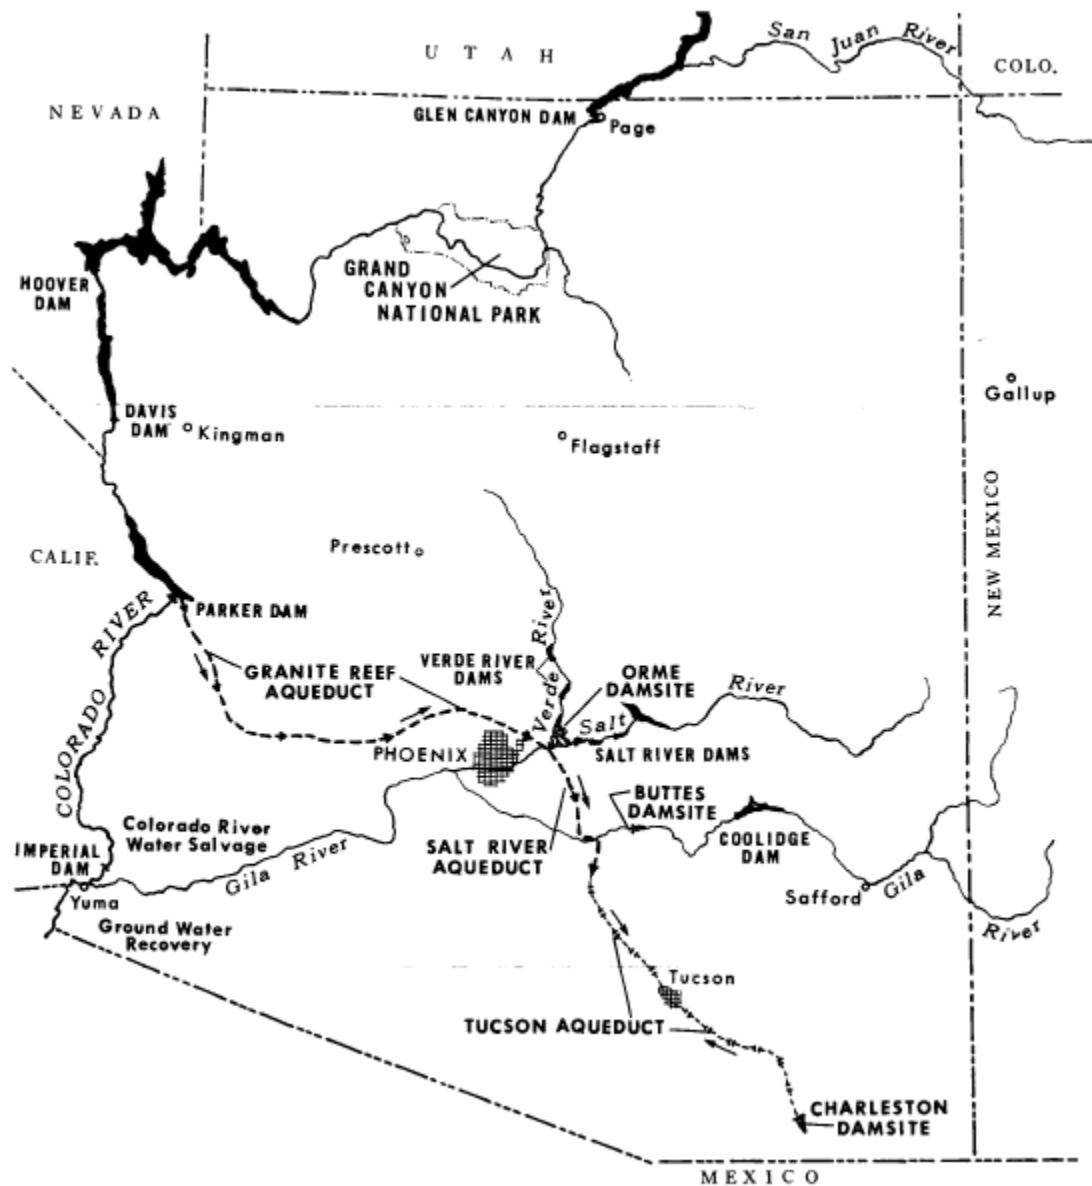 UTAH
San Juan River
COLO.
NEVADA
GLEN CANYON DAM
Page
GRAND
CANYON
NATIONAL PARK
HOOVER
DAM
Gallup
DAVIS
DAM
Kingman
Flagstaff
NEW MEXICO
Prescott
CALIF.
PARKER DAM
COLORADO RIVER
GRANITE REEF
AQUEDUCT
VERDE RIVER
DAMS
Verde River
ORME
DAMSITE
Salt River
PHOENIX
SALT RIVER DAMS
BUTTES
DAMSITE
Colorado River
Water Salvage
SALT RIVER
AQUEDUCT
COOLIDGE
DAM
IMPERIAL
DAM
Gila River
Safford
Gila River
Yuma
Ground Water
Recovery
Tucson
TUCSON AQUEDUCT
CHARLESTON
DAMSITE
MEXICO